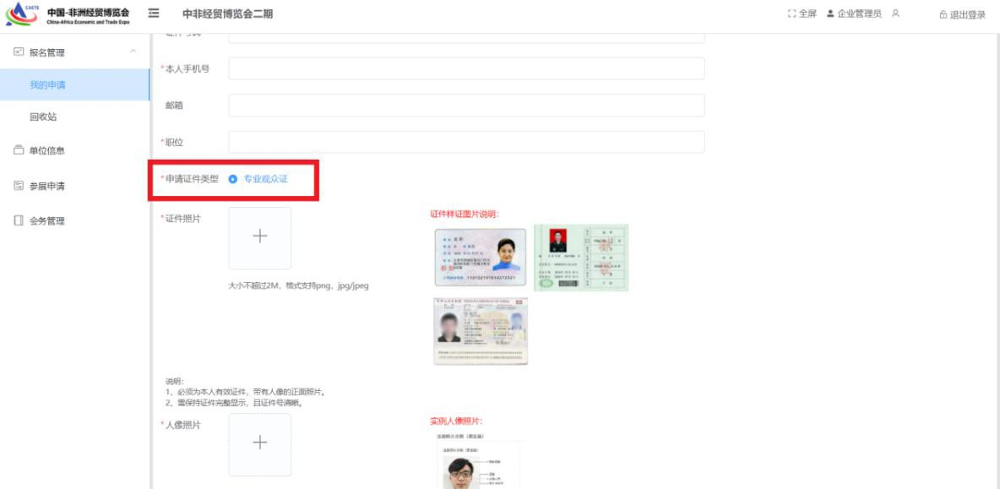 CAETE
中国-非洲经贸博览会
China-Africa Economic and Trade Expo
中非经贸博览会二期
全屏
企业管理员
退出登录
报名管理
我的申请
回收站
单位信息
参展申请
会务管理
*本人手机号
邮箱
*职位
*申请证件类型
专业观众证
*证件照片
大小不超过2M、格式支持png、jpg/jpeg
证件样证图片说明：
说明：
1、必须为本人有效证件，带有人像的正面照片。
2、需保持证件完整显示，且证件号清晰。
*人像照片
实例人像照片：